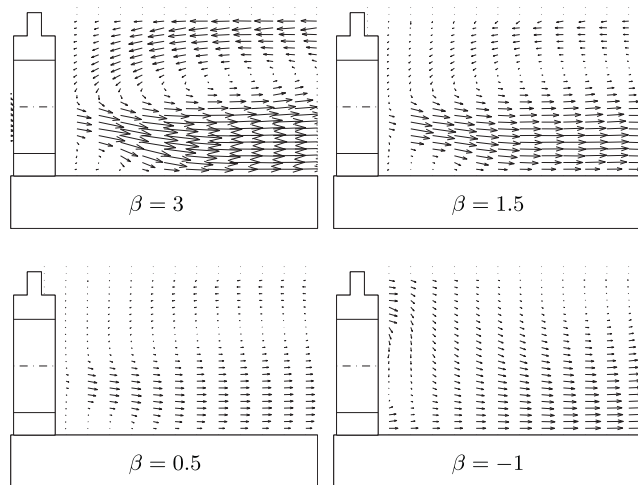 β = 3
β = 1.5
β = 0.5
β = −1